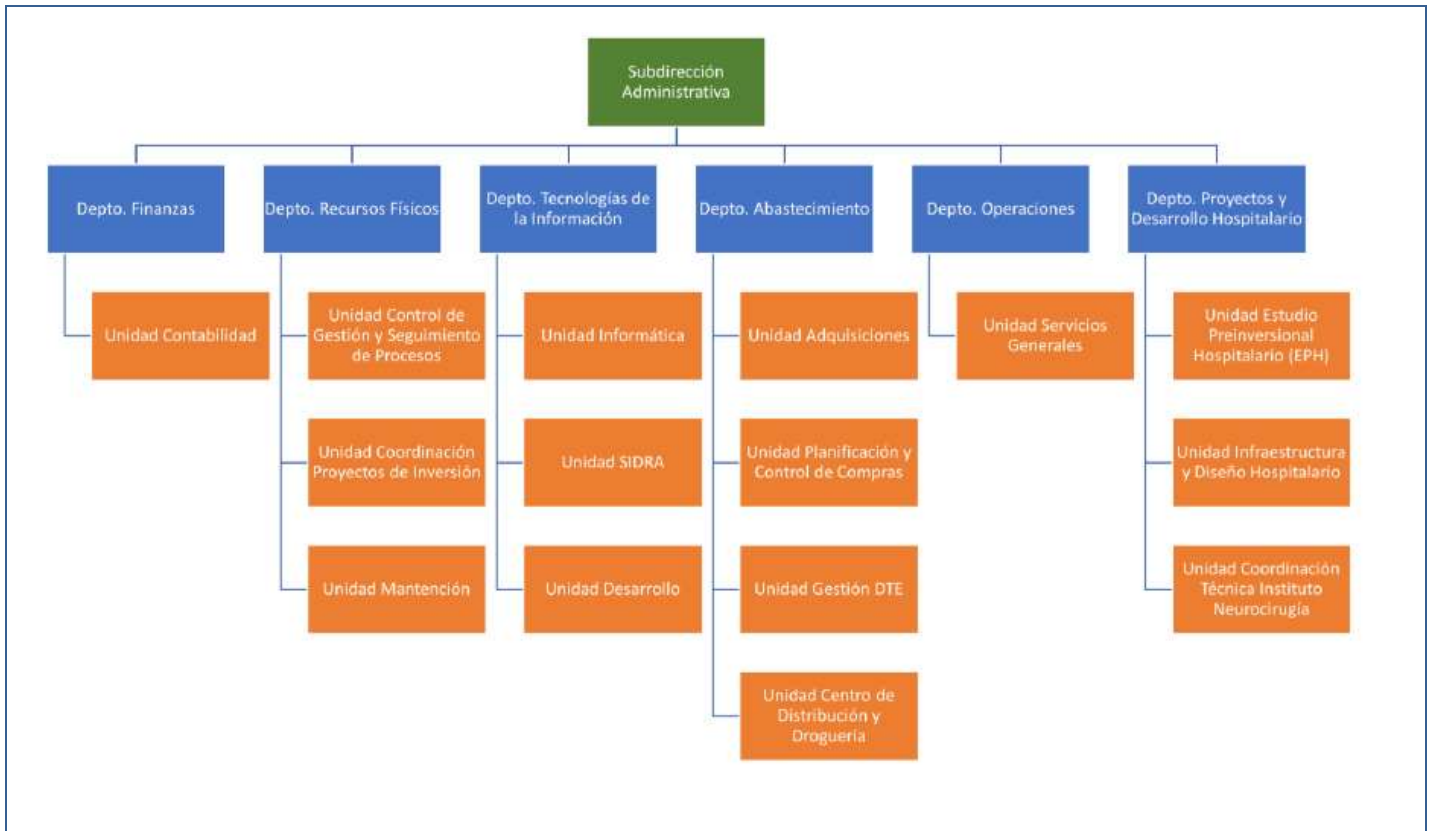 Subdirección
Administrativa
Depto. Finanzas
Depto. Recursos Físicos
Depto. Tecnologías de
la Información
Depto. Abastecimiento
Depto. Operaciones
Depto. Proyectos y
Desarrollo Hospitalario
Unidad Contabilidad
Unidad Control de
Gestión y Seguimiento
de Procesos
Unidad Informática
Unidad Adquisiciones
Unidad Servicios
Generales
Unidad Estudio
Preinversional
Hospitalario (EPH)
Unidad Coordinación
Proyectos de Inversión
Unidad SIDRA
Unidad Planificación y
Control de Compras
Unidad Infraestructura
y Diseño Hospitalario
Unidad Mantención
Unidad Desarrollo
Unidad Gestión DTE
Unidad Coordinación
Técnica Instituto
Neurocirugía
Unidad Centro de
Distribución y
Droguería